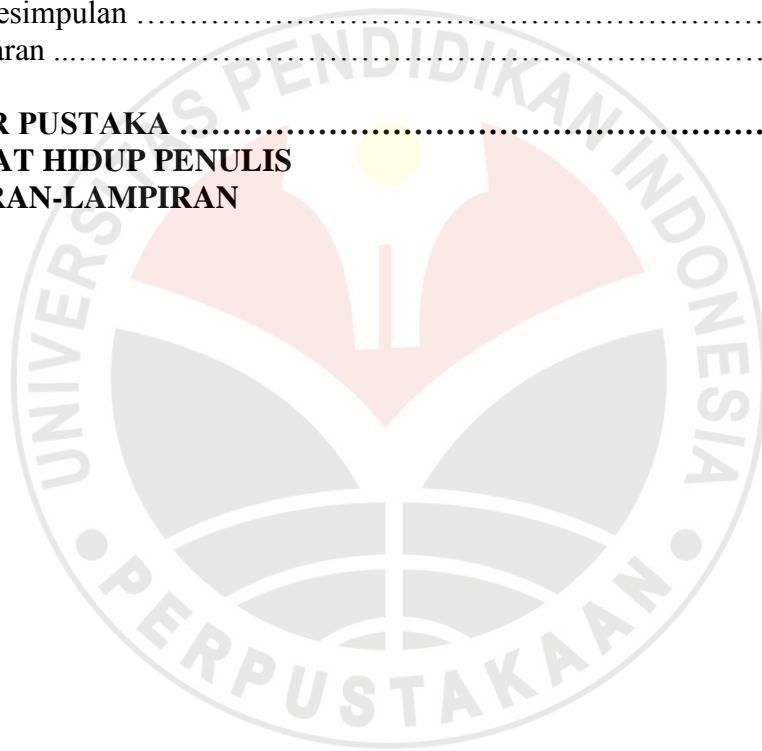 esimpulan ……………………………………………………………
aran ...……..…………………………………………………………
R PUSTAKA …………………………………………………………
AT HIDUP PENULIS
RAN-LAMPIRAN
UNIVERSITAS PENDIDIKAN INDONESIA
PERPUSTAKAAN